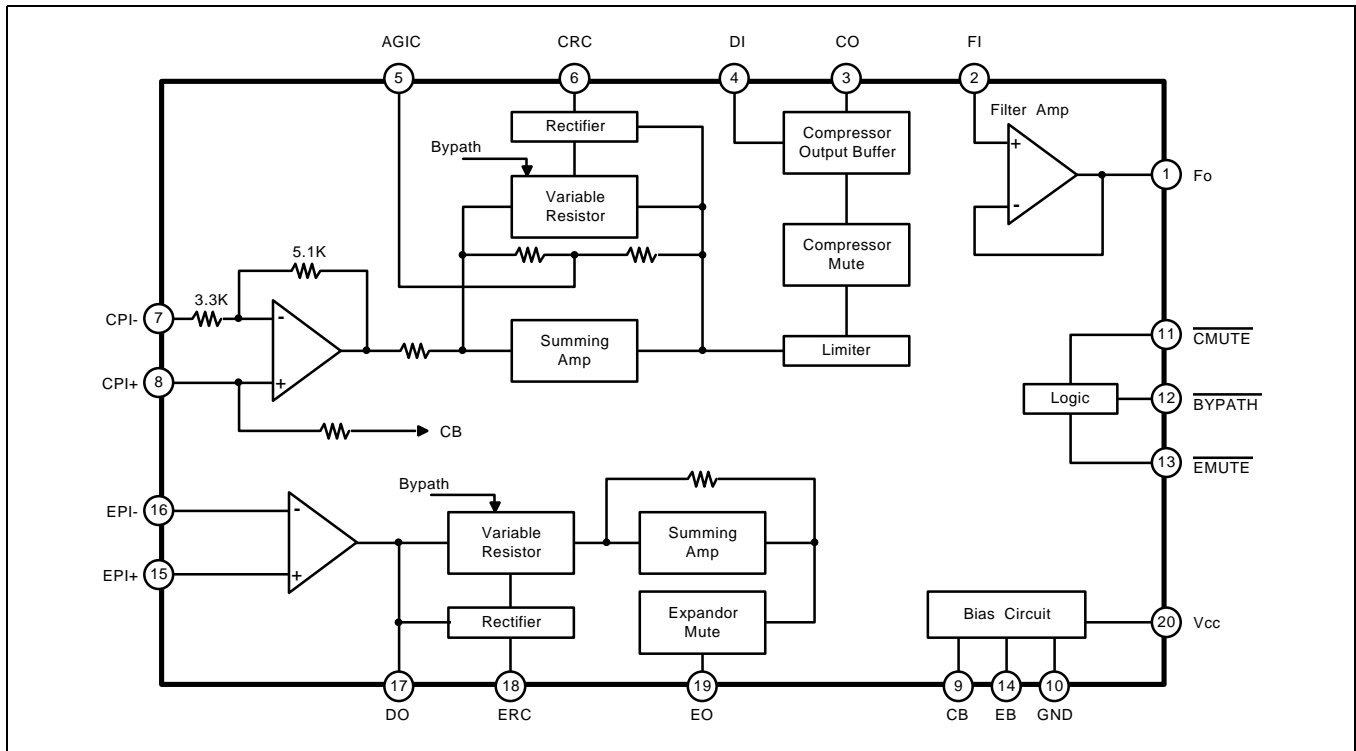 AGIC
CRC
DI
CO
FI
5
6
4
3
2
Rectifier
Bypath
Variable
Resistor
Compressor
Output Buffer
Filter Amp
+
-
1
Fo
Compressor
Mute
5.1K
3.3K
CPI-
7
-
CPI+
8
+
Summing
Amp
Limiter
CB
11
CMUTE
Logic
12
BYPATH
13
EMUTE
EPI-
16
-
EPI+
15
+
Bypath
Variable
Resistor
Summing
Amp
Rectifier
Expandor
Mute
Bias Circuit
20
Vcc
17
18
19
9
14
10
DO
ERC
EO
CB
EB
GND